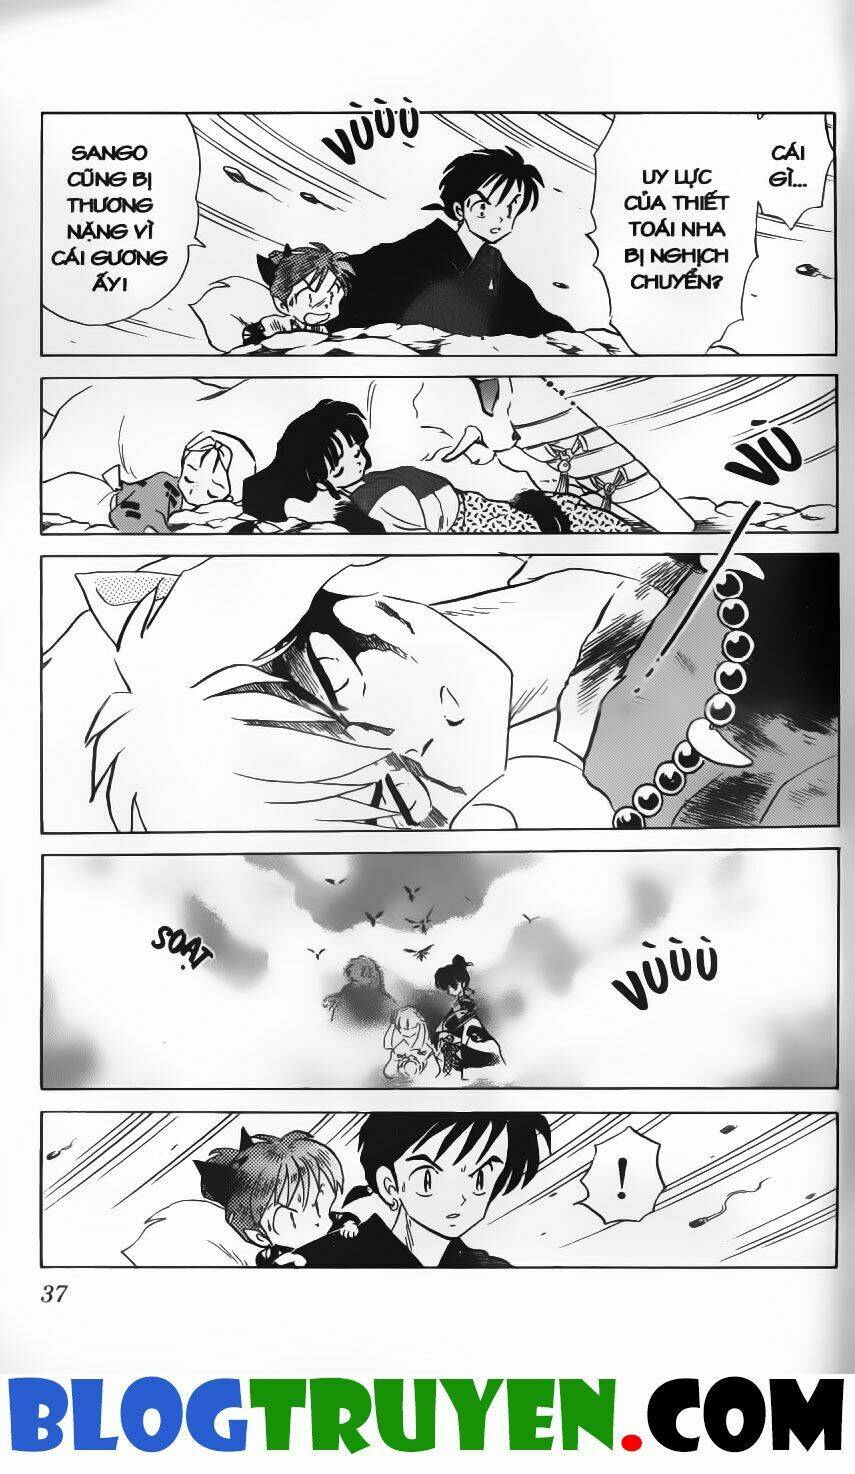 CÁI
GÌ...
UY LỰC
CỦA THIẾT
TOÁI NHA
BỊ NGHỊCH
CHUYỂN?
VÙÙÙ
SANGO
CŨNG BỊ
THƯƠNG
NẶNG VÌ
CÁI GƯƠNG
ẤY!
VÙ
SOẠT
VÙÙÙ
!
37
BLOGTRUYEN.COM